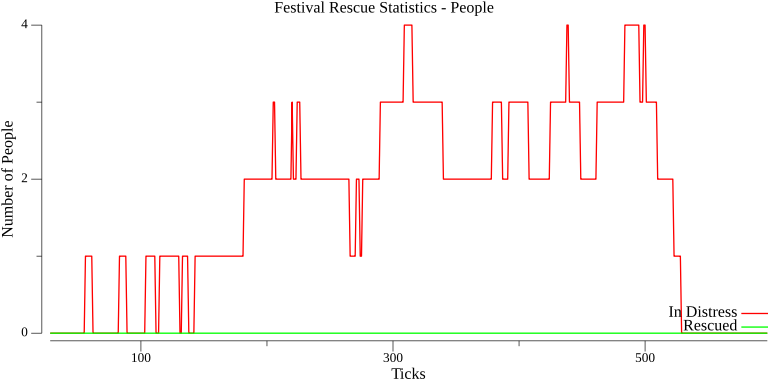 Festival Rescue Statistics - People
4
2
0
Number of People
In Distress
Rescued
100
300
500
Ticks